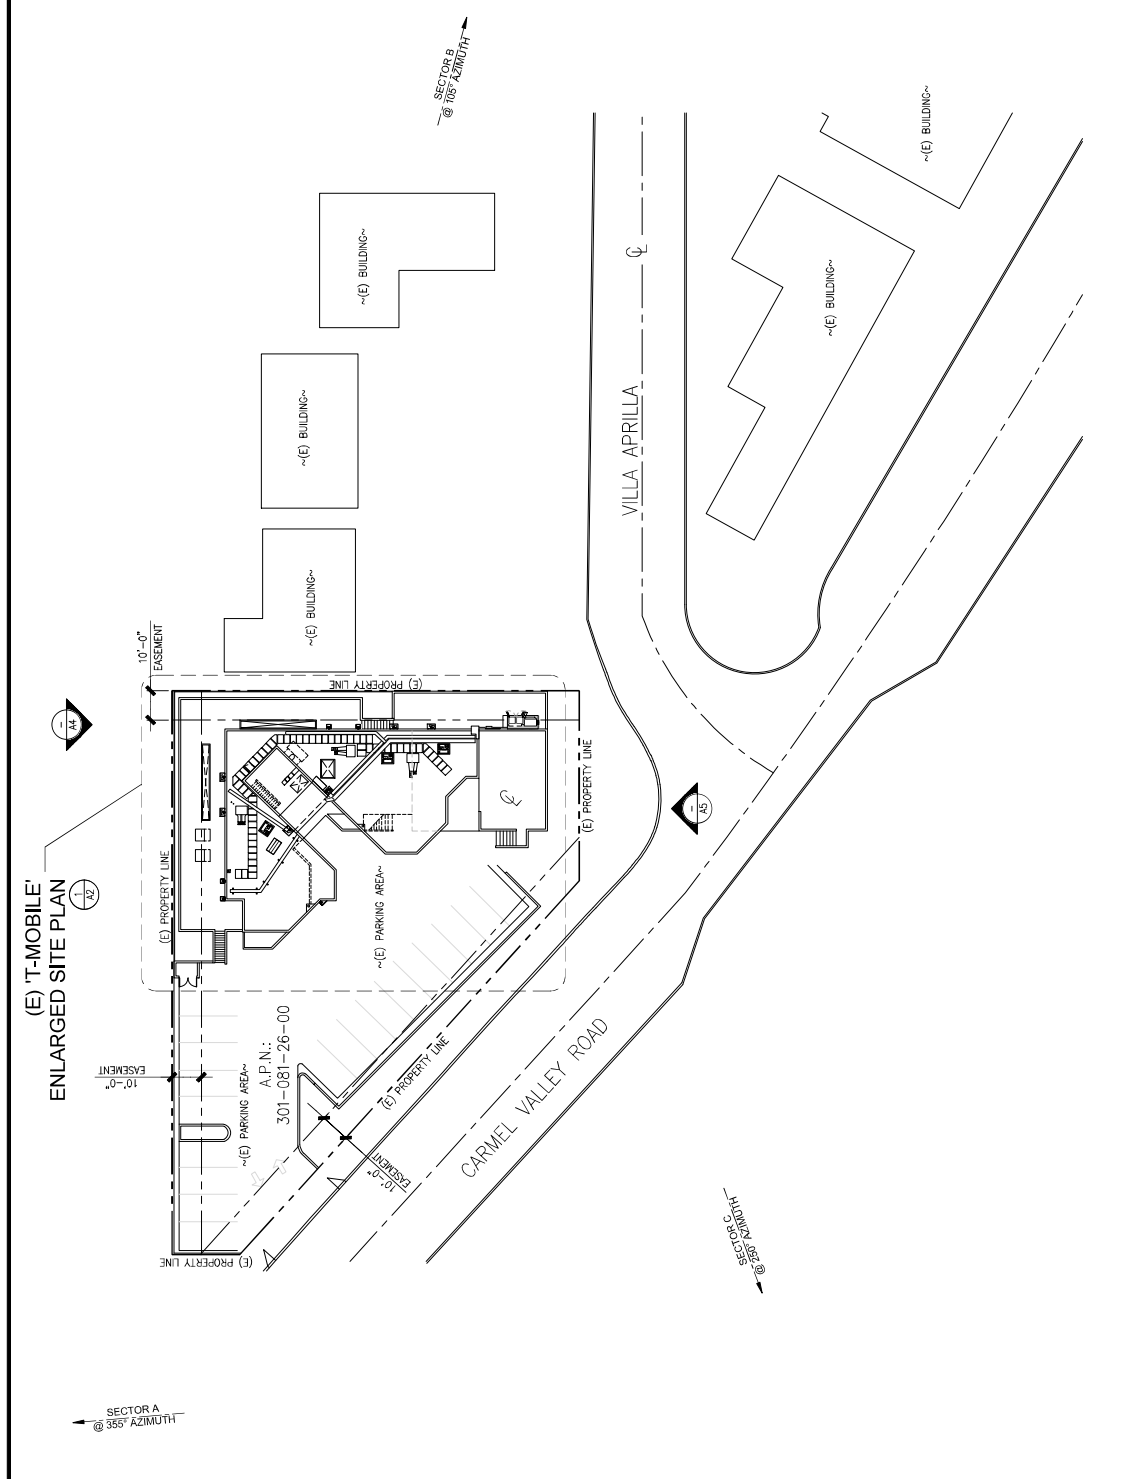 SECTOR B
@ 105° AZIMUTH
~(E) BUILDING~
~(E) BUILDING~
℄
~(E) BUILDING~
~(E) BUILDING~
VILLA APRILLA
~(E) BUILDING~
10'-0"
EASEMENT
(E) PROPERTY LINE
1
A4
(E) PROPERTY LINE
1
A5
℄
(E) 'T-MOBILE'
ENLARGED SITE PLAN
1
A2
(E) PROPERTY LINE
~(E) PARKING AREA~
A.P.N.:
301-081-26-00
10'-0"
EASEMENT
~(E) PARKING AREA~
(E) PROPERTY LINE
CARMEL VALLEY ROAD
10'-0"
EASEMENT
(E) PROPERTY LINE
SECTOR C
@ 250° AZIMUTH
SECTOR A
@ 355° AZIMUTH